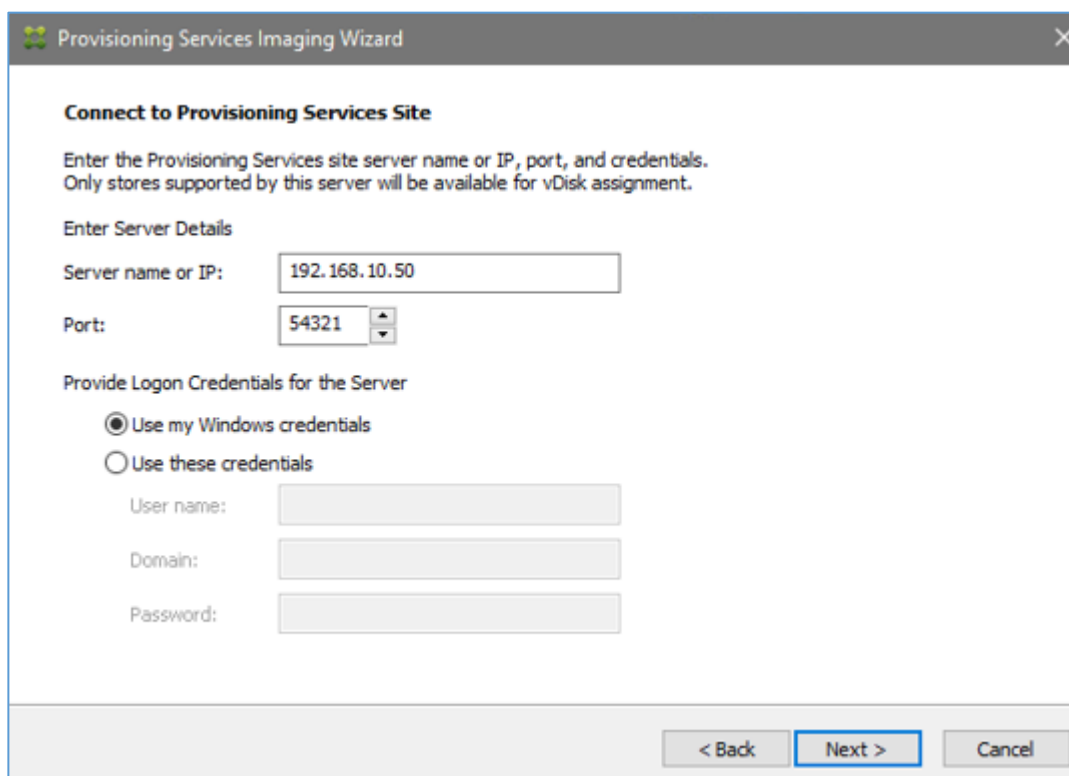 Provisioning Services Imaging Wizard
Connect to Provisioning Services Site
Enter the Provisioning Services site server name or IP, port, and credentials.
Only stores supported by this server will be available for vDisk assignment.
Enter Server Details
Server name or IP: 192.168.10.50
Port: 54321
Provide Logon Credentials for the Server
Use my Windows credentials
Use these credentials
User name:
Domain:
Password:
< Back Next > Cancel